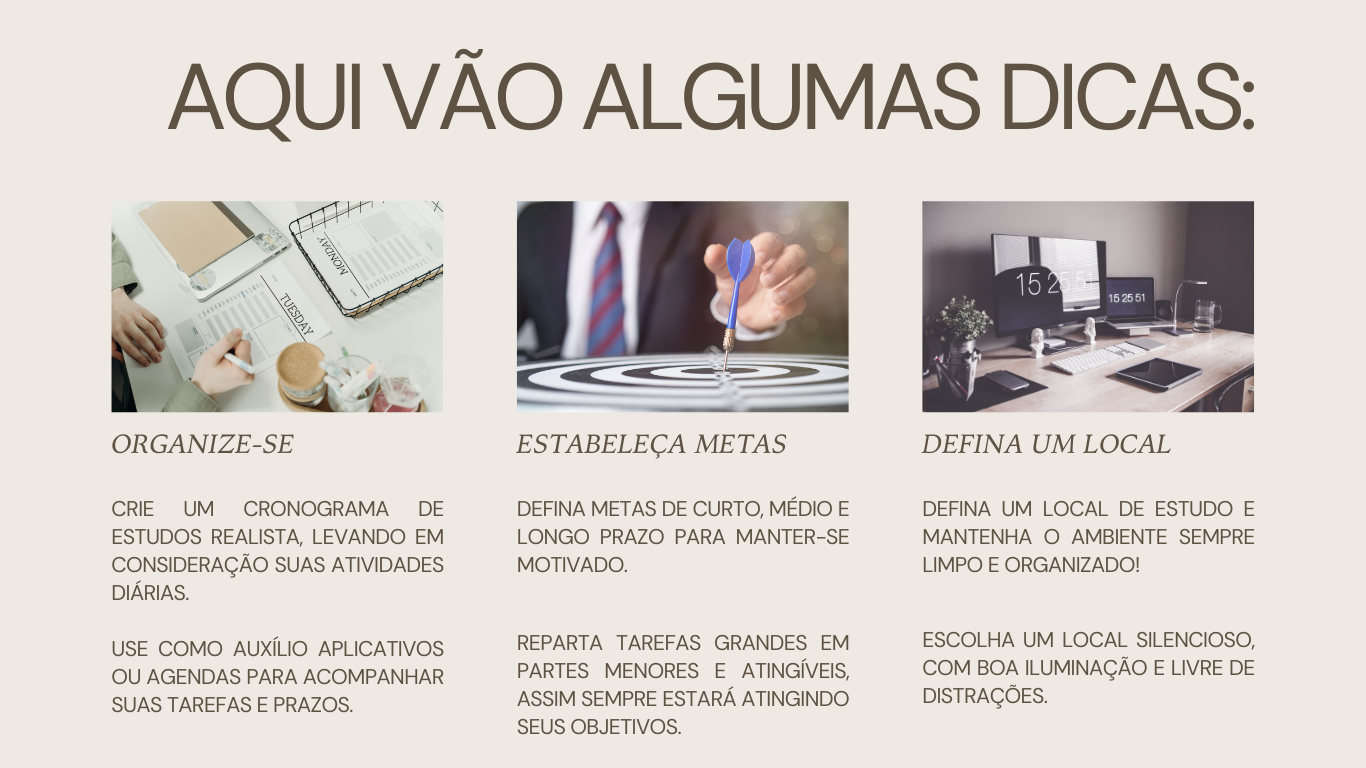 AQUI VÃO ALGUMAS DICAS:
MONDAY
TUESDAY
15 25 51
15 25 51
ORGANIZE-SE
CRIE UM CRONOGRAMA DE
ESTUDOS REALISTA, LEVANDO EM
CONSIDERAÇÃO SUAS ATIVIDADES
DIÁRIAS.
USE COMO AUXÍLIO APLICATIVOS
OU AGENDAS PARA ACOMPANHAR
SUAS TAREFAS E PRAZOS.
ESTABELEÇA METAS
DEFINA METAS DE CURTO, MÉDIO E
LONGO PRAZO PARA MANTER-SE
MOTIVADO.
REPARTA TAREFAS GRANDES EM
PARTES MENORES E ATINGÍVEIS,
ASSIM SEMPRE ESTARÁ ATINGINDO
SEUS OBJETIVOS.
DEFINA UM LOCAL
DEFINA UM LOCAL DE ESTUDO E
MANTENHA O AMBIENTE SEMPRE
LIMPO E ORGANIZADO!
ESCOLHA UM LOCAL SILENCIOSO,
COM BOA ILUMINAÇÃO E LIVRE DE
DISTRAÇÕES.